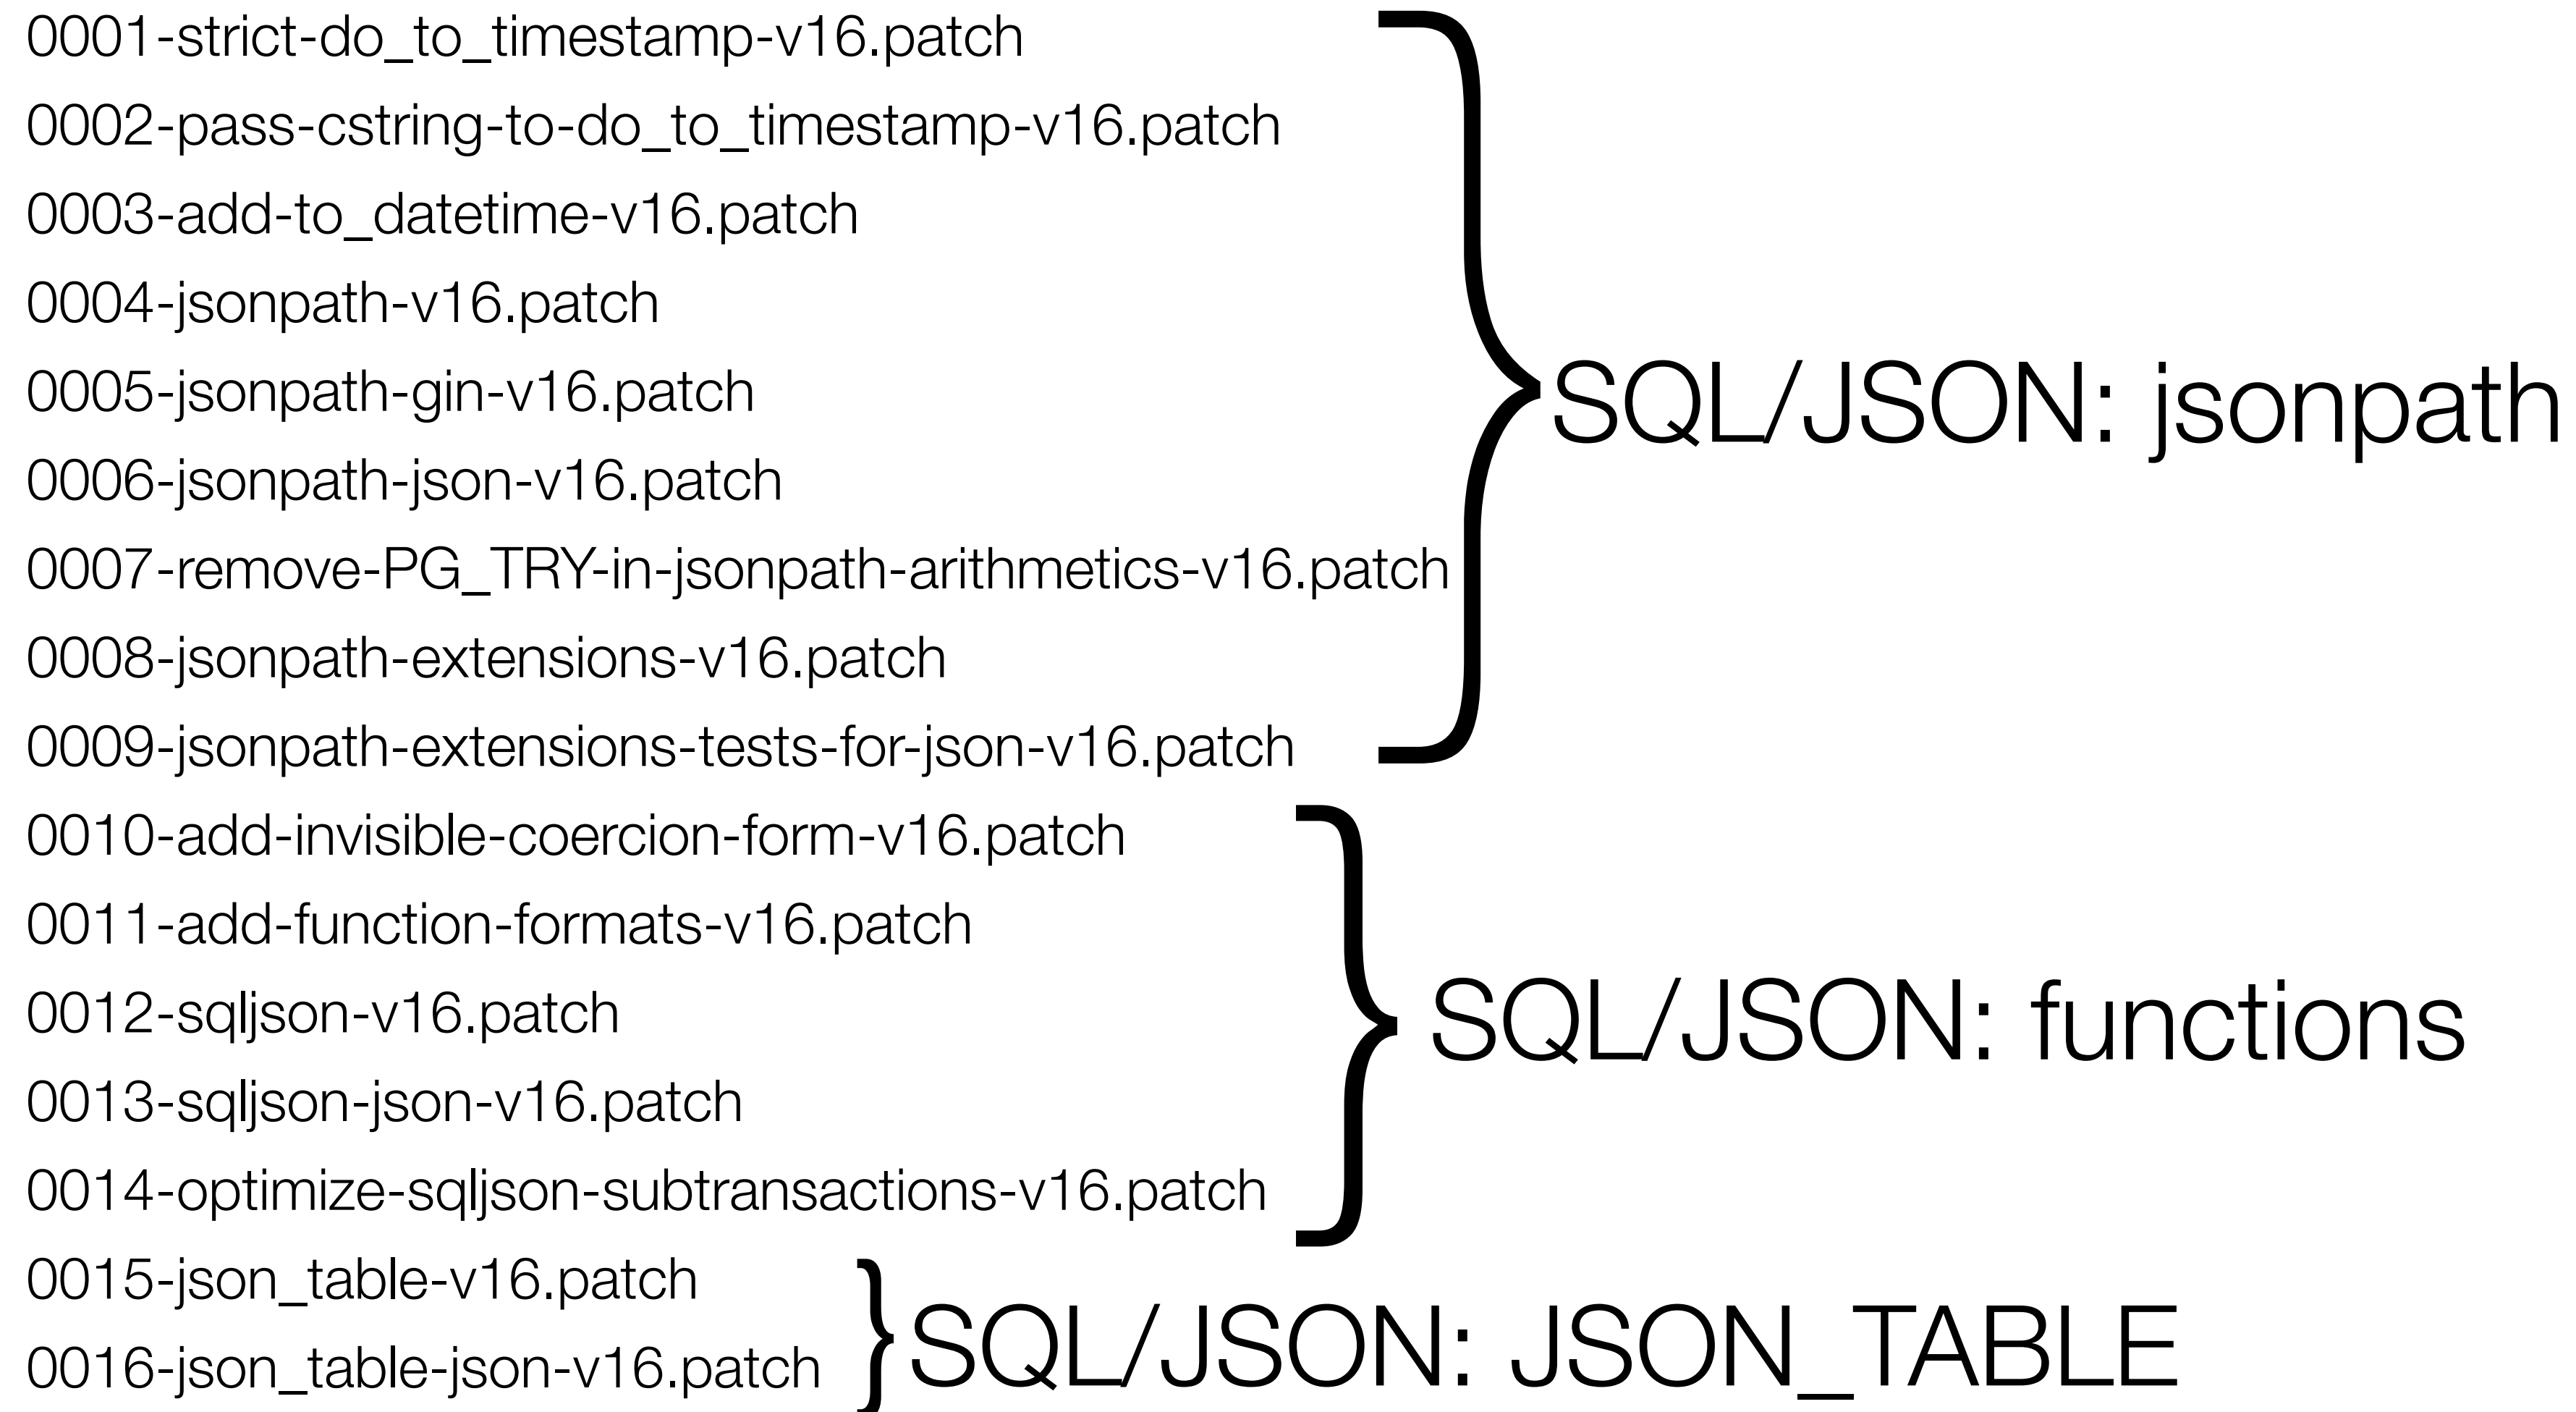 0001-strict-do_to_timestamp-v16.patch
0002-pass-cstring-to-do_to_timestamp-v16.patch
0003-add-to_datetime-v16.patch
0004-jsonpath-v16.patch
0005-jsonpath-gin-v16.patch
0006-jsonpath-json-v16.patch
0007-remove-PG_TRY-in-jsonpath-arithmetics-v16.patch
0008-jsonpath-extensions-v16.patch
0009-jsonpath-extensions-tests-for-json-v16.patch
SQL/JSON: jsonpath
0010-add-invisible-coercion-form-v16.patch
0011-add-function-formats-v16.patch
0012-sqljson-v16.patch
0013-sqljson-json-v16.patch
0014-optimize-sqljson-subtransactions-v16.patch
SQL/JSON: functions
0015-json_table-v16.patch
0016-json_table-json-v16.patch
SQL/JSON: JSON_TABLE